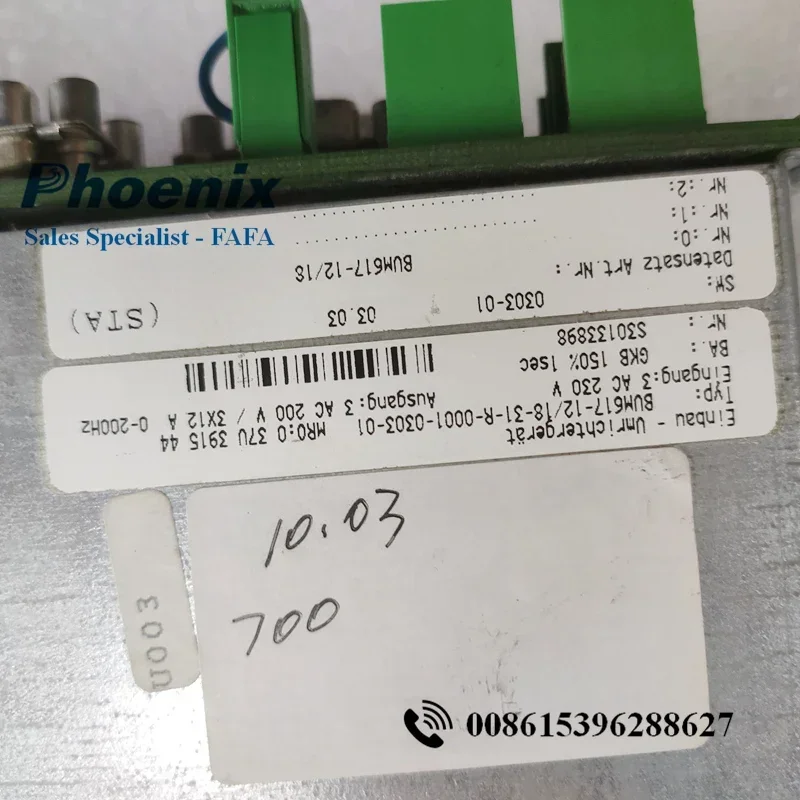 Phoenix
Sales Specialist - FAFA
Einbau - Umrichtergerät
Typ: MR0:0 37U 3915 44
BUM617-12/18-31-R-0001-0303-01
Eingang:3 AC 230 V Ausgang:3 AC 200 V / 3X12 A 0-200Hz
BA.: GKB 150% 1sec
Nr.: S30133898
SW: 0303-01 03.03 (STA)
Datensatz Art.Nr.: BUM617-12/18
Nr.:0:
Nr.:1:
Nr.:2:
10.03
700
U003
008615396288627